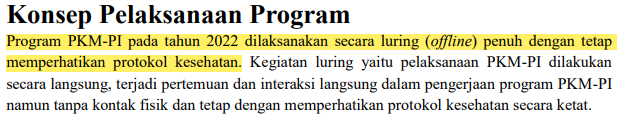 Konsep Pelaksanaan Program
Program PKM-PI pada tahun 2022 dilaksanakan secara luring (offline) penuh dengan tetap
memperhatikan protokol kesehatan. Kegiatan luring yaitu pelaksanaan PKM-PI dilakukan
secara langsung, terjadi pertemuan dan interaksi langsung dalam pengerjaan program PKM-PI
namun tanpa kontak fisik dan tetap dengan memperhatikan protokol kesehatan secara ketat.